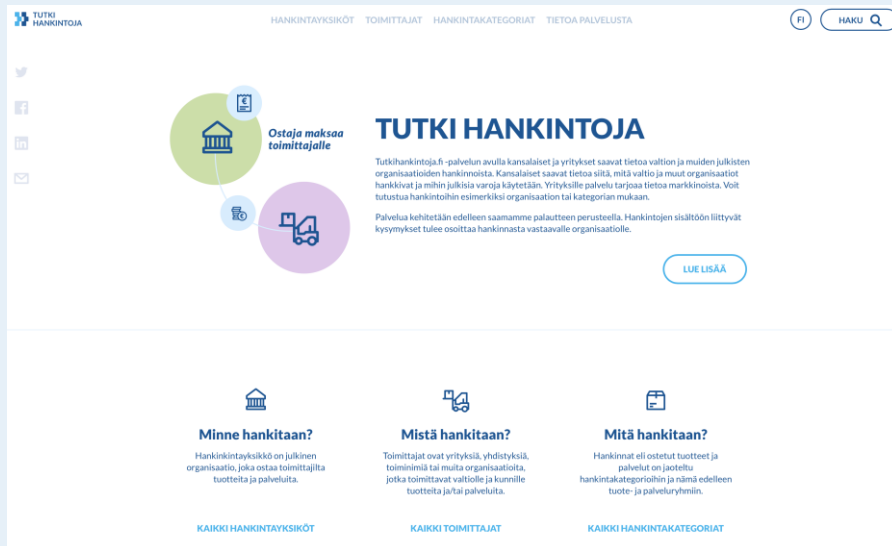 TUTKI
HANKINTOJA
HANKINTAYKSIKÖT TOIMITTAJAT HANKINTAKATEGORIAT TIETOA PALVELUSTA
FI
HAKU
Ostaja maksaa
toimittajalle
TUTKI HANKINTOJA
Tutkihankintoja.fi -palvelun avulla kansalaiset ja yritykset saavat tietoa valtion ja muiden julkisten
organisaatioiden hankinnoista. Kansalaiset saavat tietoa siitä, mitä valtio ja muut organisaatiot
hankkivat ja mihin julkisia varoja käytetään. Yrityksille palvelu tarjoaa tietoa markkinoista. Voit
tutustua hankintoihin esimerkiksi organisaation tai kategorian mukaan.
Palvelua kehitetään edelleen saamamme palautteen perusteella. Hankintojen sisältöön liittyvät
kysymykset tulee osoittaa hankinnasta vastaavalle organisaatiolle.
LUE LISÄÄ
Minne hankitaan?
Hankinkintayksikkö on julkinen
organisaatio, joka ostaa toimittajilta
tuotteita ja palveluita.
KAIKKI HANKINTAYKSIKÖT
Mistä hankitaan?
Toimittajat ovat yrityksiä, yhdistyksiä,
toiminimiä tai muita organisaatioita,
jotka toimittavat valtiolle ja kunnille
tuotteita ja/tai palveluita.
KAIKKI TOIMITTAJAT
Mitä hankitaan?
Hankinnat eli ostetut tuotteet ja
palvelut on jaoteltu
hankintakategorioihin ja nämä edelleen
tuote- ja palveluryhmiin.
KAIKKI HANKINTAKATEGORIAT